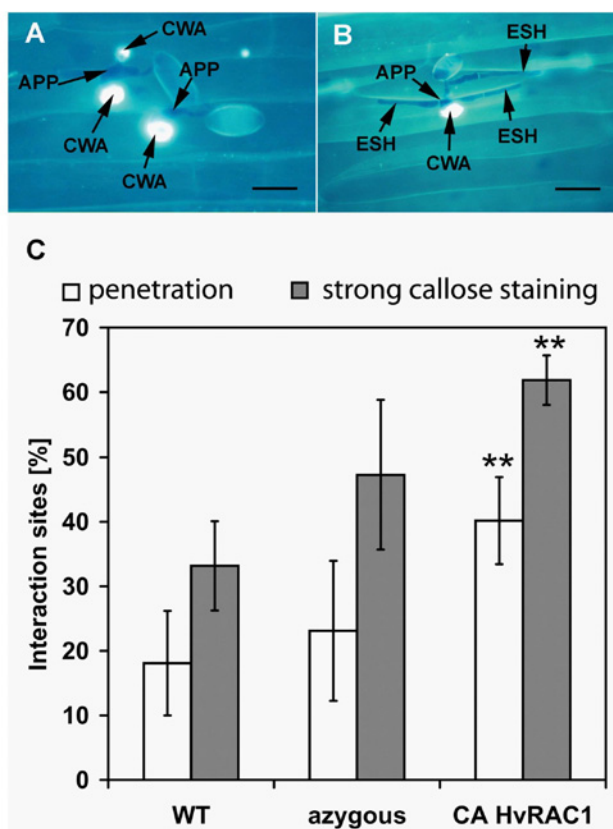 A
CWA
APP
APP
CWA
CWA
B
ESH
APP
ESH
ESH
CWA
C
penetration strong callose staining
70
60
50
40
30
20
10
0
Interaction sites [%]
**
**
WT azygous CA HvRAC1